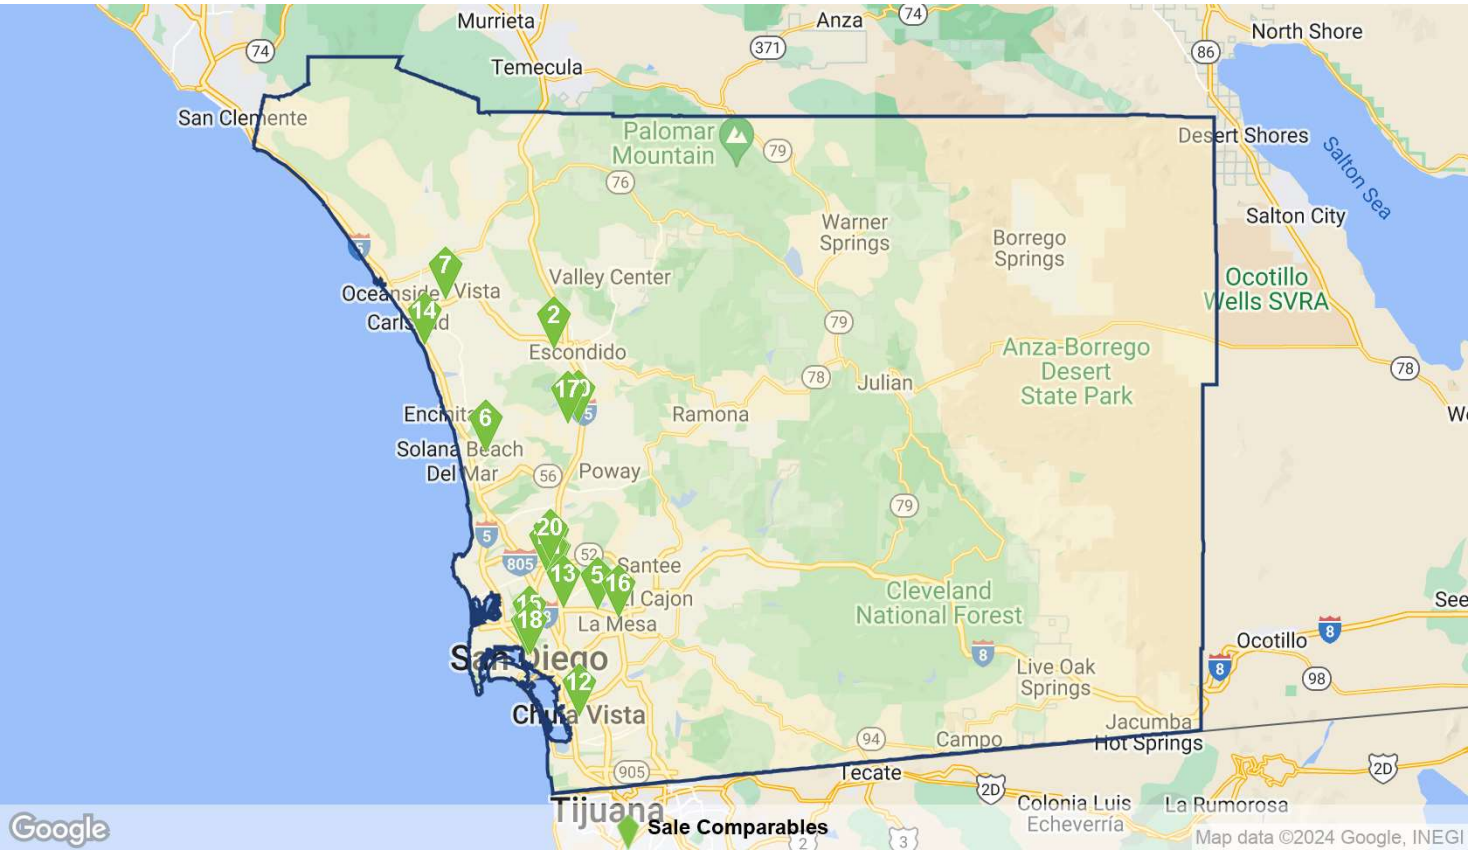 Murrieta
Anza
74
North Shore
371
86
74
Temecula
San Clemente
Palomar
Mountain
79
Desert Shores
Salton Sea
76
Salton City
Warner
Springs
Borrego
Springs
5
7
Valley Center
Oceanside
Vista
Ocotillo
Wells SVRA
14
2
79
Escondido
Anza-Borrego
Desert
State Park
78
78
Julian
17
5
6
Ramona
Solana Beach
Del Mar
56
Poway
79
20
5
52
805
Santee
13
5
16
Cleveland
National Forest
See
15
La Mesa
18
8
Ocotillo
San Diego
8
8
Live Oak
Springs
98
12
Chula Vista
Jacumba
Hot Springs
94
Campo
905
Tecate
2D
2D
Tijuana
Colonia Luis
Echeverría
La Rumorosa
Google
Sale Comparables
2
3
Map data ©2024 Google, INEGI